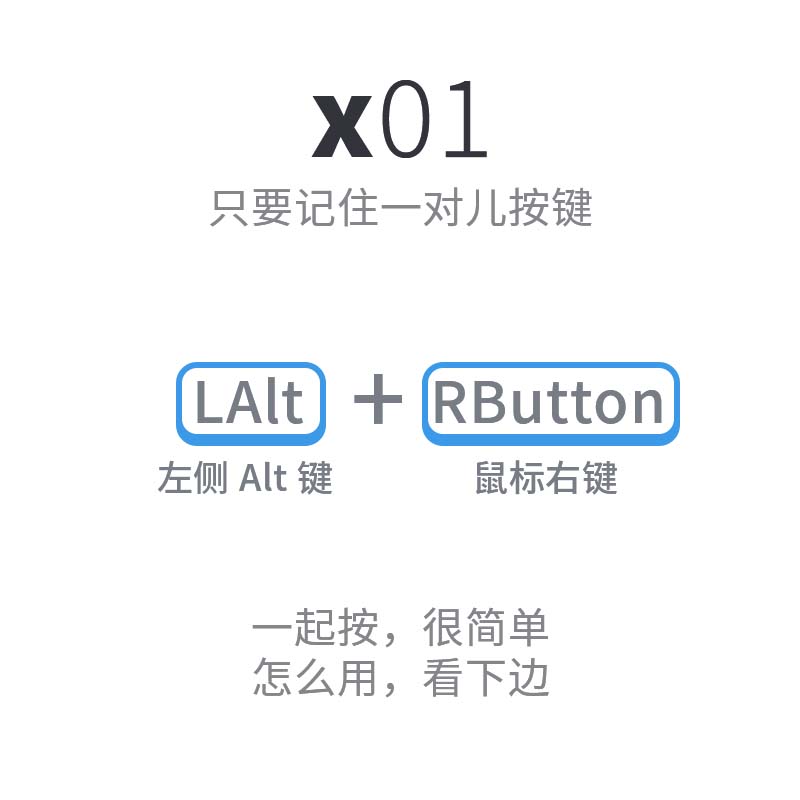 x01
只要记住一对儿按键
LAlt + RButton
左侧 Alt 键 鼠标右键
一起按，很简单
怎么用，看下边